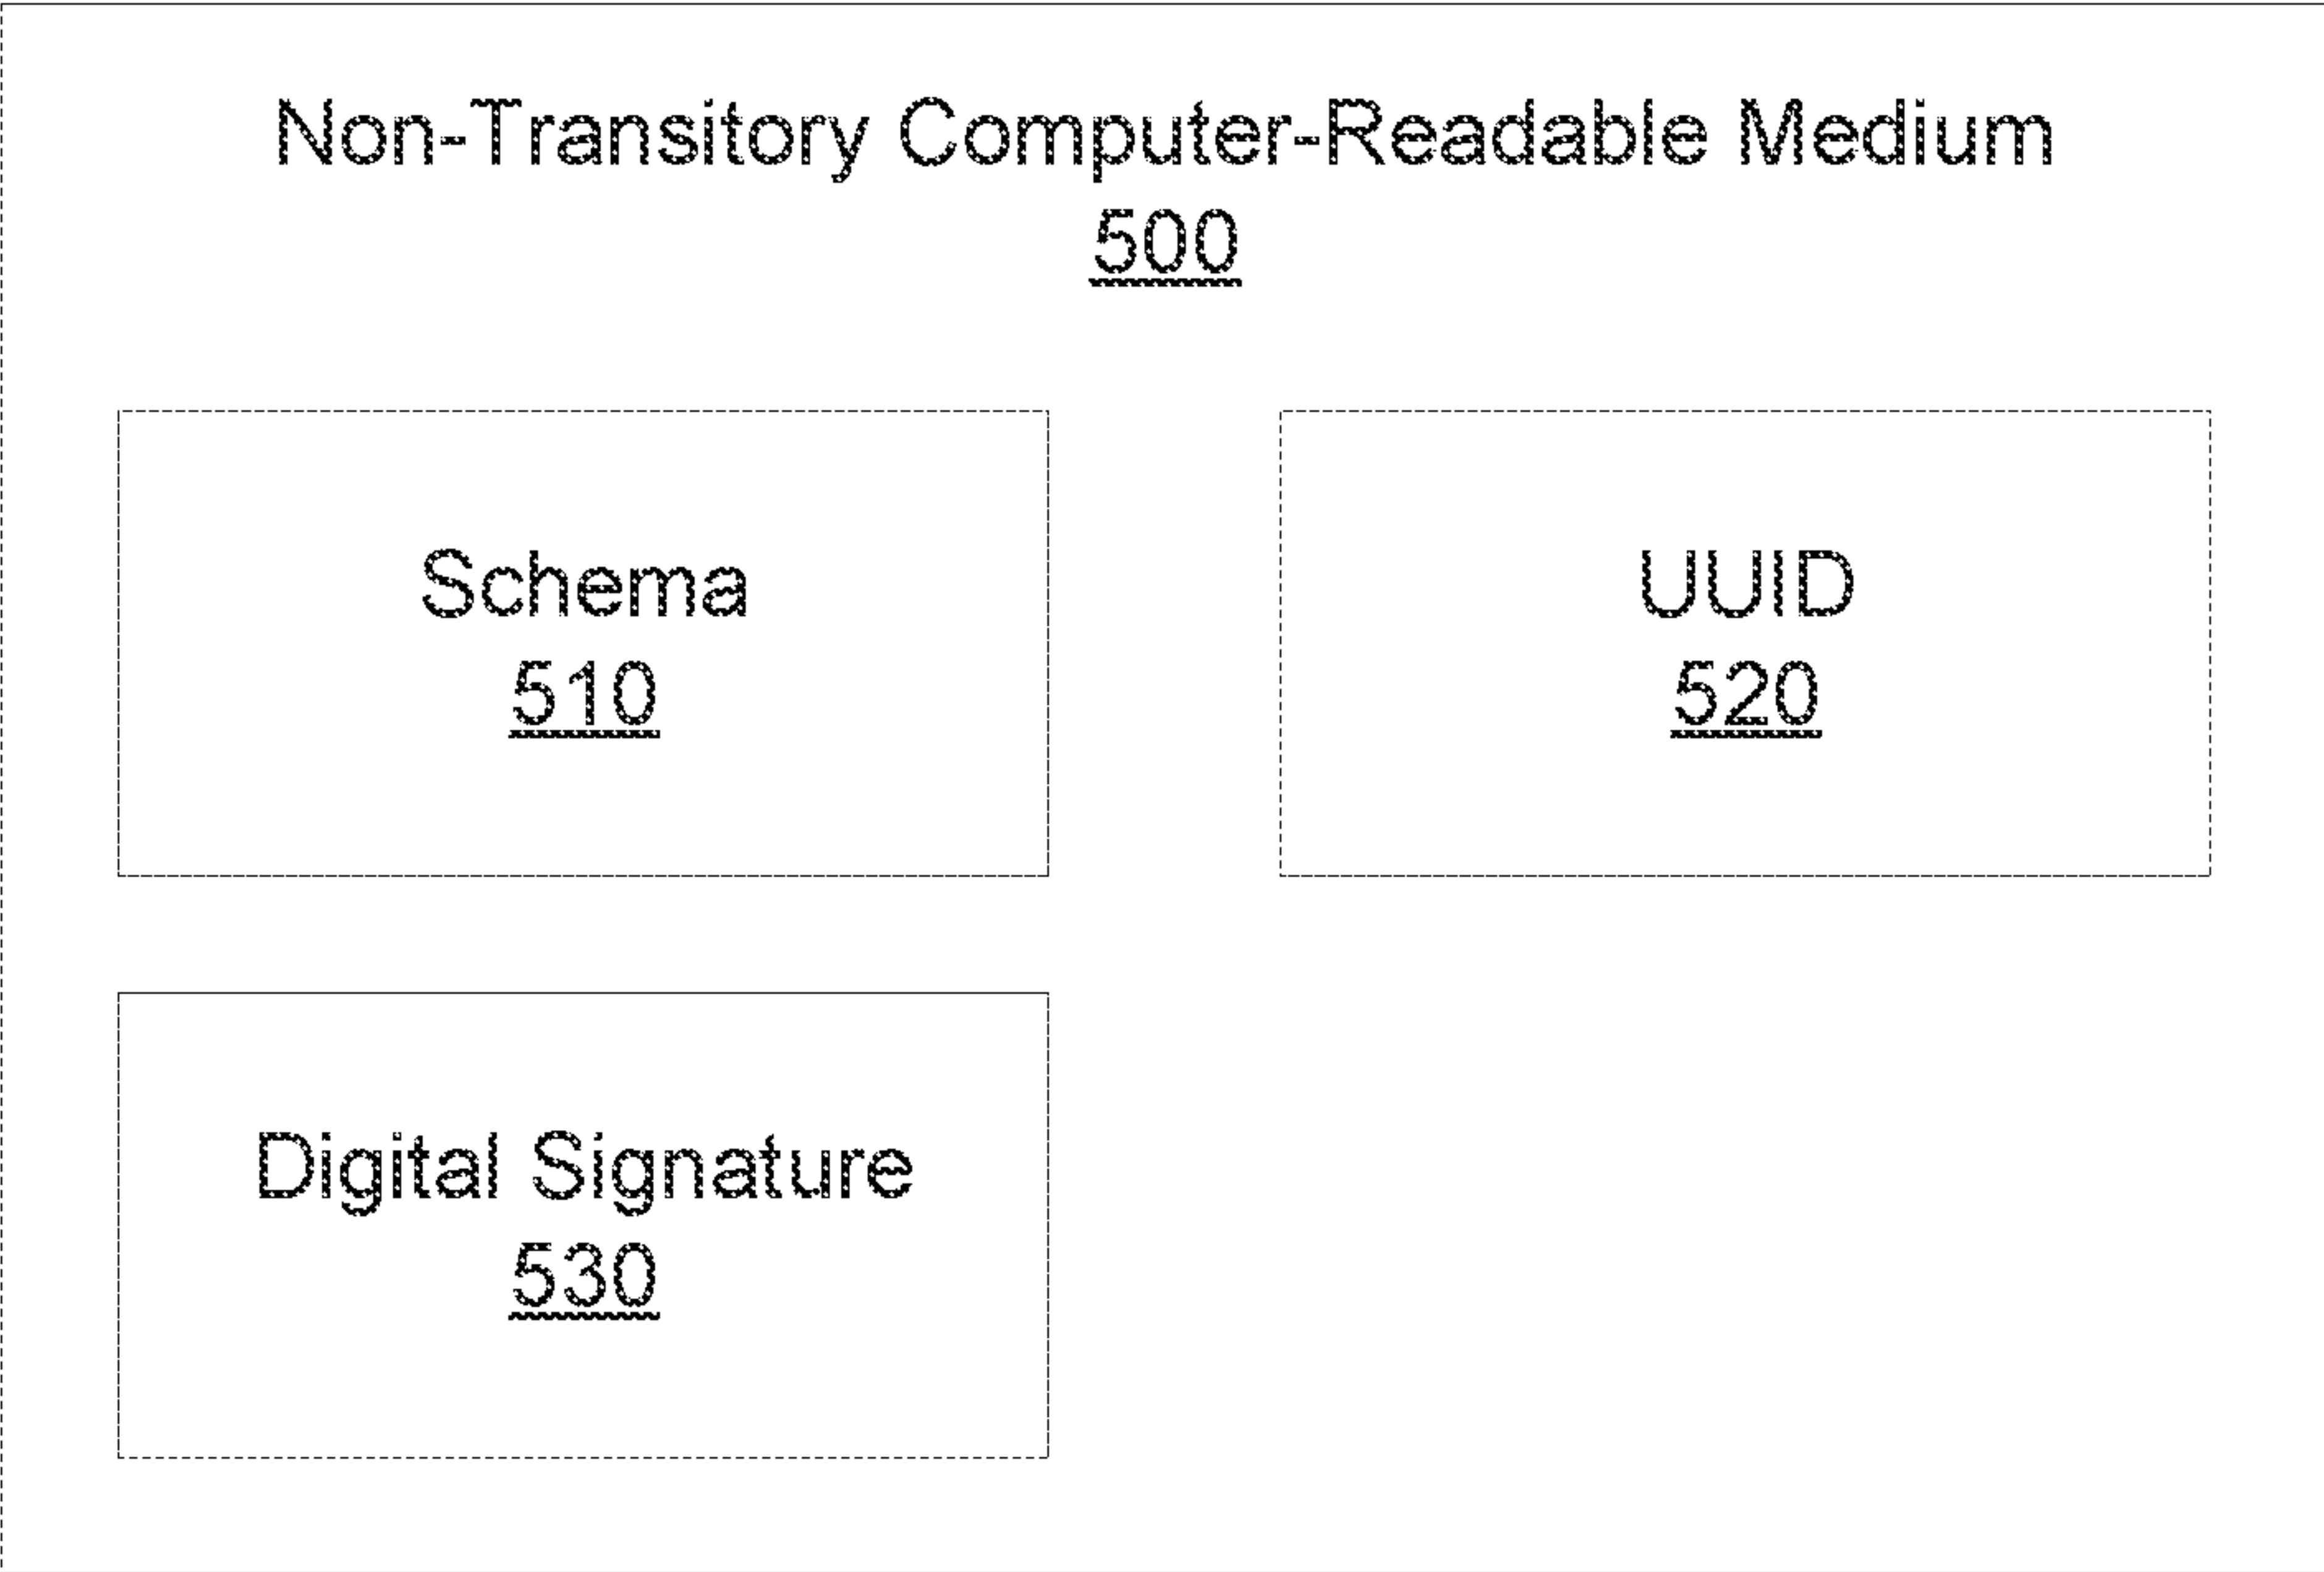 Non-Transitory Computer-Readable Medium
500
Schema
510
UUID
520
Digital Signature
530